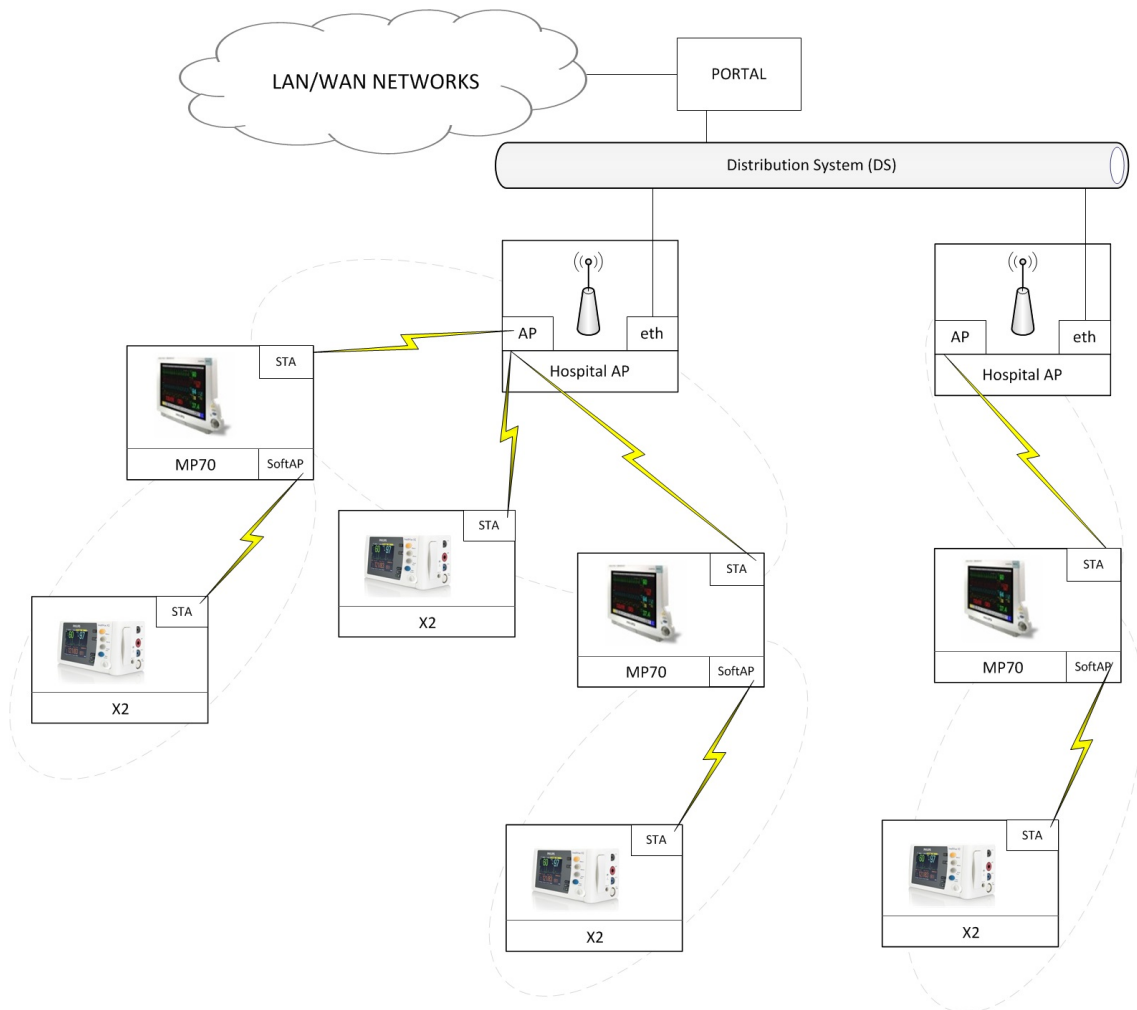 LAN/WAN NETWORKS
PORTAL
Distribution System (DS)
AP
eth
Hospital AP
AP
eth
Hospital AP
STA
MP70
SoftAP
STA
X2
STA
X2
STA
MP70
SoftAP
STA
MP70
SoftAP
STA
X2
STA
X2